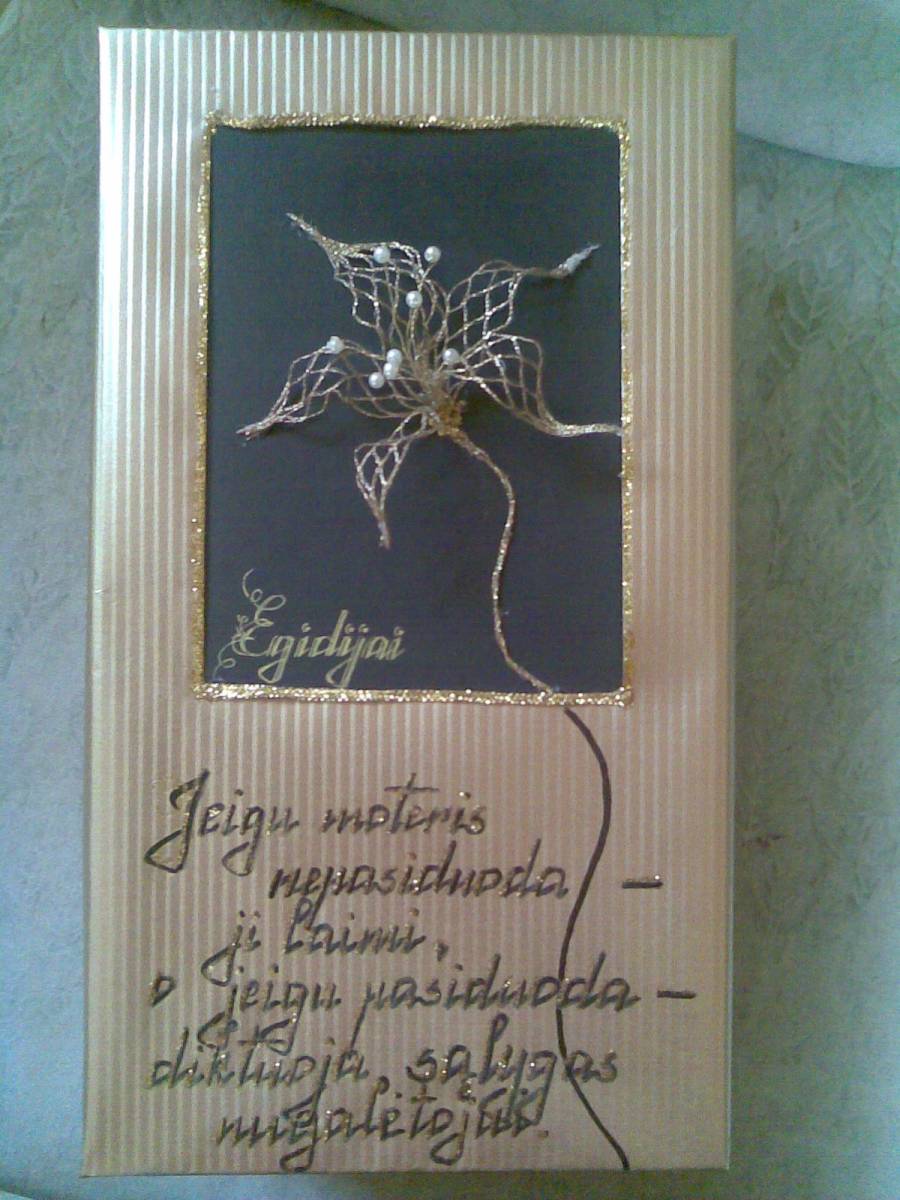 Egidijai
Jeigu moteris
nepasiduoda –
ji laimi,
o jeigu pasiduoda –
diktuoja sąlygas
nugalėtojui.